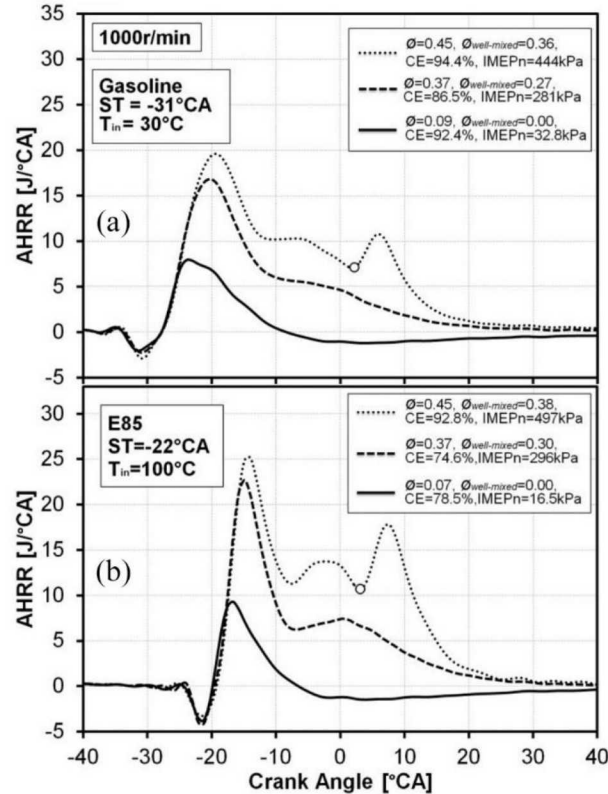 35
30
25
20
15
10
5
0
-5
AHRR [J/°CA]
1000r/min
Gasoline
ST = -31°CA
Tin= 30°C
(a)
Ø=0.45, Øwell-mixed=0.36,
CE=94.4%, IMEPn=444kPa
Ø=0.37, Øwell-mixed=0.27,
CE=86.5%, IMEPn=281kPa
Ø=0.09, Øwell-mixed=0.00,
CE=92.4%, IMEPn=32.8kPa
30
25
20
15
10
5
0
-5
AHRR [J/°CA]
E85
ST=-22°CA
Tin=100°C
(b)
Ø=0.45, Øwell-mixed=0.38,
CE=92.8%, IMEPn=497kPa
Ø=0.37, Øwell-mixed=0.30,
CE=74.6%,IMEPn=296kPa
Ø=0.07, Øwell-mixed=0.00,
CE=78.5%,IMEPn=16.5kPa
-40 -30 -20 -10 0 10 20 30 40
Crank Angle [°CA]